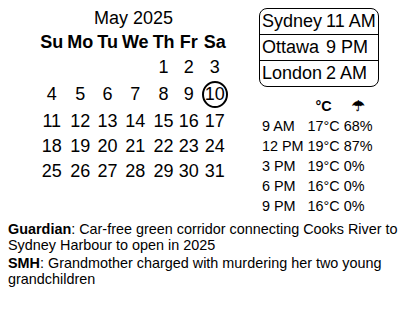 May 2025
Su Mo Tu We Th Fr Sa
1 2 3
4 5 6 7 8 9 10
11 12 13 14 15 16 17
18 19 20 21 22 23 24
25 26 27 28 29 30 31
Sydney 11 AM
Ottawa 9 PM
London 2 AM
°C ☂
9 AM 17°C 68%
12 PM 19°C 87%
3 PM 19°C 0%
6 PM 16°C 0%
9 PM 16°C 0%
Guardian: Car-free green corridor connecting Cooks River to
Sydney Harbour to open in 2025
SMH: Grandmother charged with murdering her two young
grandchildren